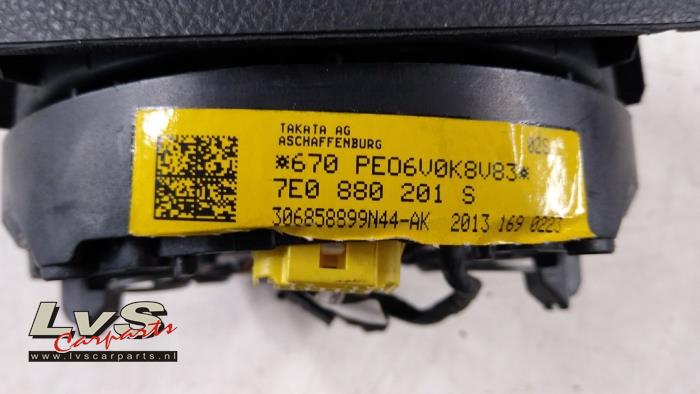 TAKATA AG
ASCHAFFENBURG
*670 PE06V0K8V83*
7E0 880 201 S
306858899N44-AK 2013 169 0223
LvS
Carparts
www.lvscarparts.nl